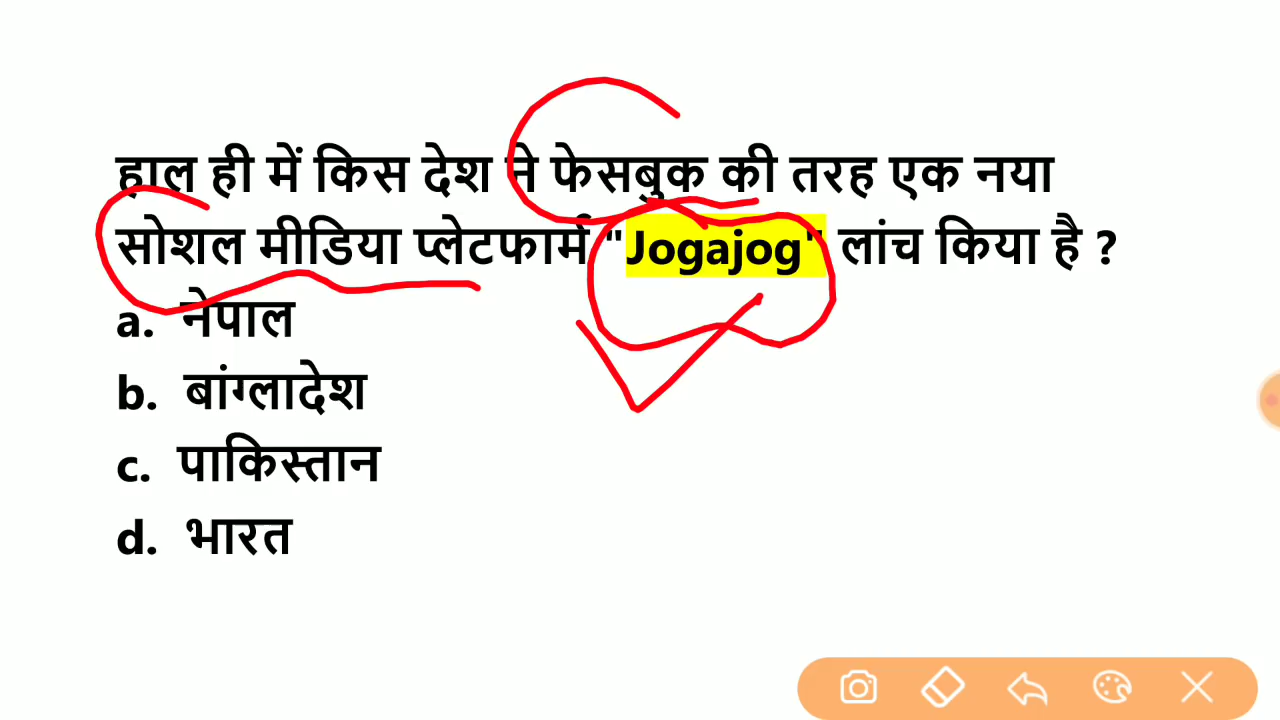 हाल ही में किस देश ने फेसबुक की तरह एक नया
सोशल मीडिया प्लेटफार्म "Jogajog" लांच किया है ?
a. नेपाल
b. बांग्लादेश
c. पाकिस्तान
d. भारत